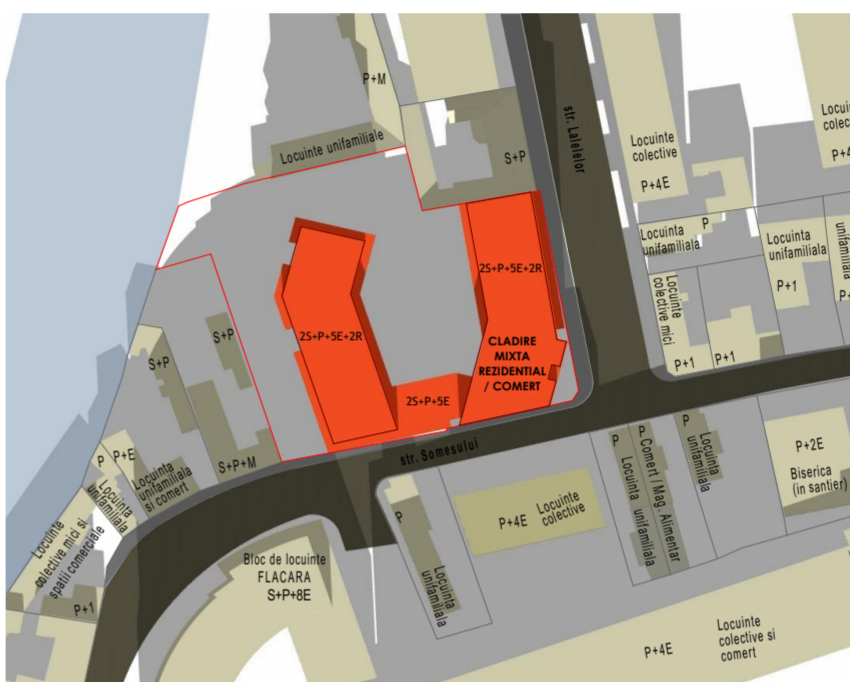 P+M
Locuinte unifamiliale
S+P
str. Lalelelor
Locuinte
colective
P+4E
Locui
colec
P+4
Locuinta
unifamiliala
P
Locuinta
unifamiliala
P+1
unifamiliala
P+
Locuinte
colective mici
P+1
P+1
2S+P+5E+2R
2S+P+5E+2R
CLADIRE
MIXTA
REZIDENTIAL
/ COMERT
2S+P+5E
S+P
S+P
S+P+M
str. Somesului
P
P+E
Locuinta
unifamiliala
Locuinta
unifamiliala
si comert
Locuinte
colective mici si
spatii comerciale
P+1
Bloc de locuinte
FLACARA
S+P+8E
P
Locuinta
unifamiliala
P+4E
Locuinte
colective
P
Locuinta
unifamiliala
P
Comert / Mag. Alimentar
P
Locuinta
unifamiliala
P+2E
Biserica
(in santier)
P+4E
Locuinte
colective si
comert